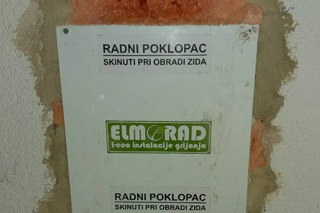 RADNI POKLOPAC
SKINUTI PRI OBRADI ZIDA
ELMORAD
i-eco instalacije grijanja
RADNI POKLOPAC
SKINUTI PRI OBRADI ZIDA